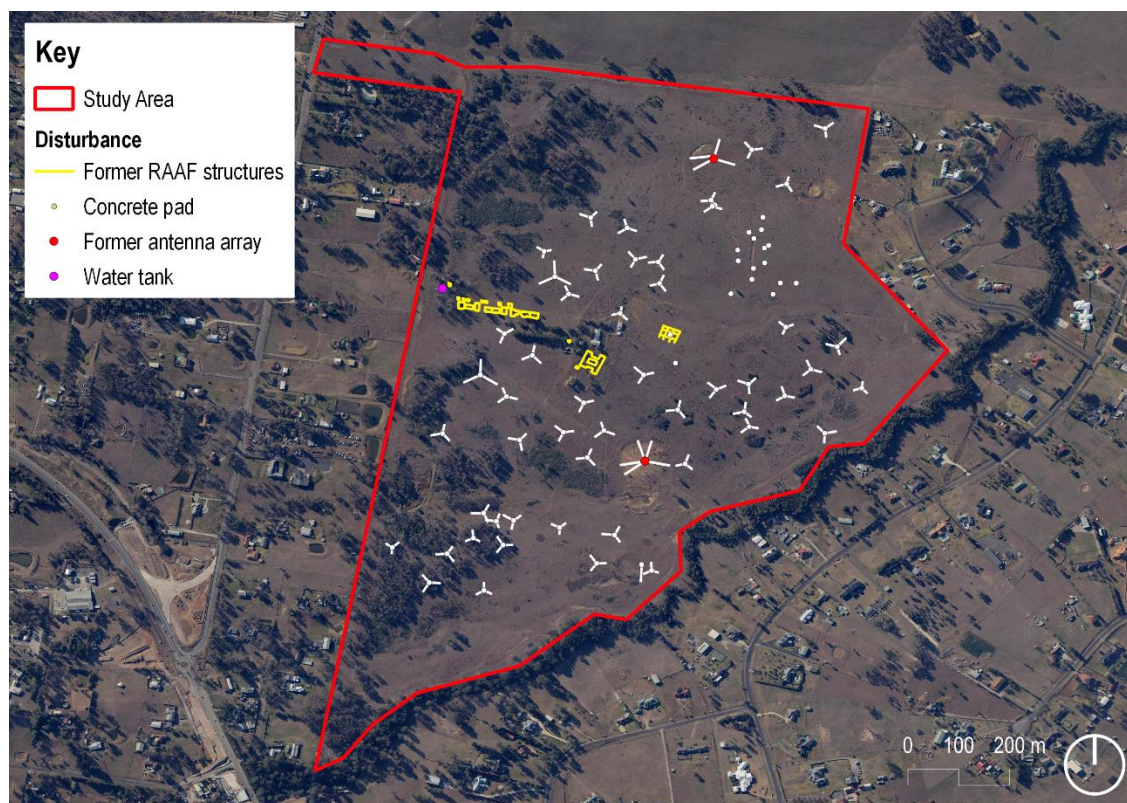 Key
Study Area
Disturbance
Former RAAF structures
Concrete pad
Former antenna array
Water tank
0 100 200 m